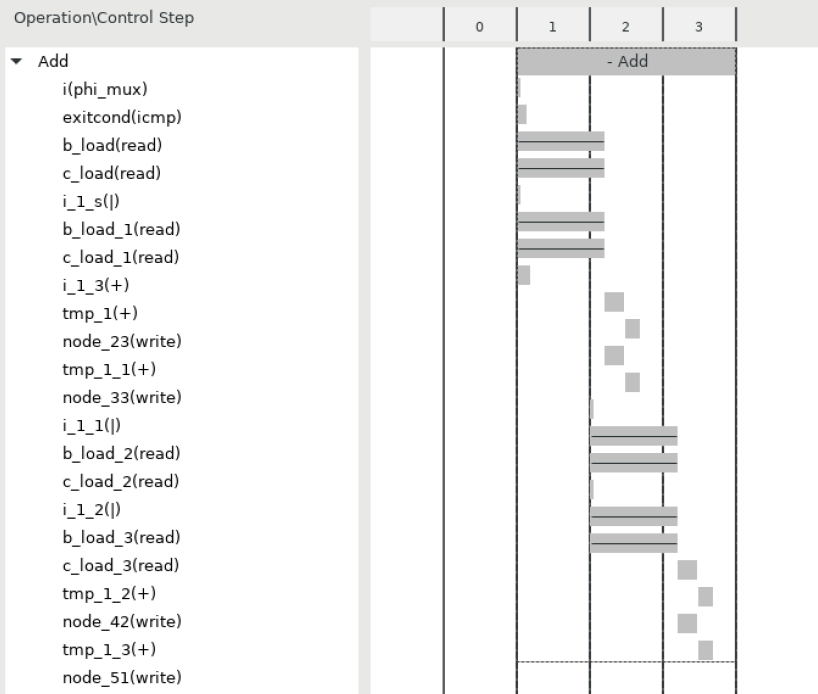 Operation\Control Step
0 1 2 3
Add
- Add
i(phi_mux)
exitcond(icmp)
b_load(read)
c_load(read)
i_1_s(|)
b_load_1(read)
c_load_1(read)
i_1_3(+)
tmp_1(+)
node_23(write)
tmp_1_1(+)
node_33(write)
i_1_1(|)
b_load_2(read)
c_load_2(read)
i_1_2(|)
b_load_3(read)
c_load_3(read)
tmp_1_2(+)
node_42(write)
tmp_1_3(+)
node_51(write)